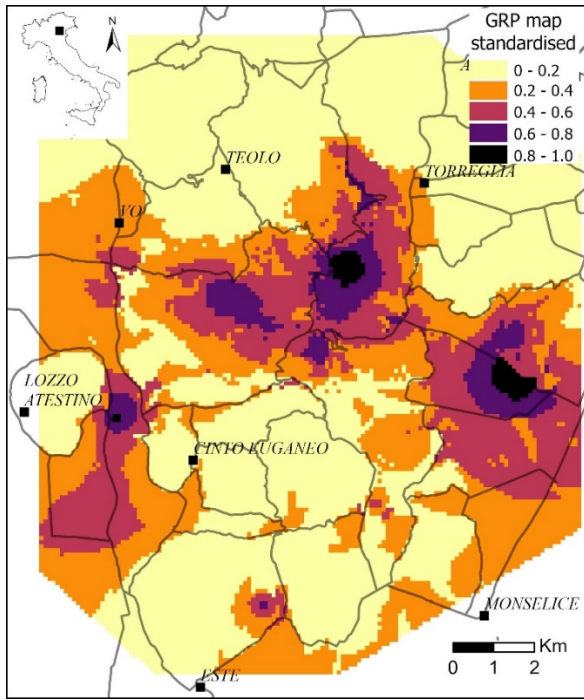 GRP map
standardised
A
N
0 - 0.2
0.2 - 0.4
0.4 - 0.6
0.6 - 0.8
0.8 - 1.0
TEOLO
TORREGLIA
VO
LOZZO
ATESTINO
CINTO EUGANEO
MONSELICE
ESTE
Km
0 1 2